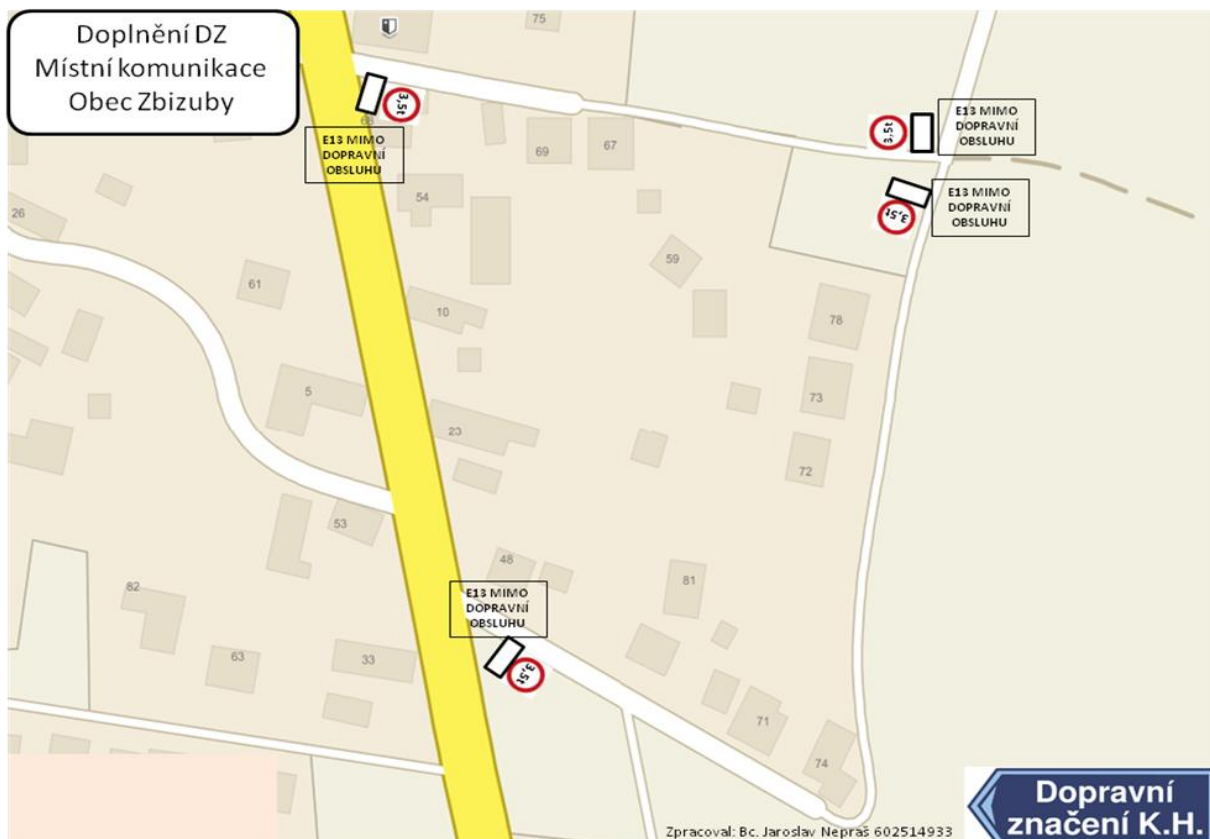 Doplnění DZ
Místní komunikace
Obec Zbizuby
75
3,5t
68
E13 MIMO
DOPRAVNÍ
OBSLUHU
69
67
3,5t
E13 MIMO
DOPRAVNÍ
OBSLUHU
3,5t
E13 MIMO
DOPRAVNÍ
OBSLUHU
54
26
59
61
10
78
5
73
23
72
53
48
81
82
E13 MIMO
DOPRAVNÍ
OBSLUHU
3,5t
63
33
71
74
Zpracoval: Bc. Jaroslav Nepraš 602514933
Dopravní
značení K.H.